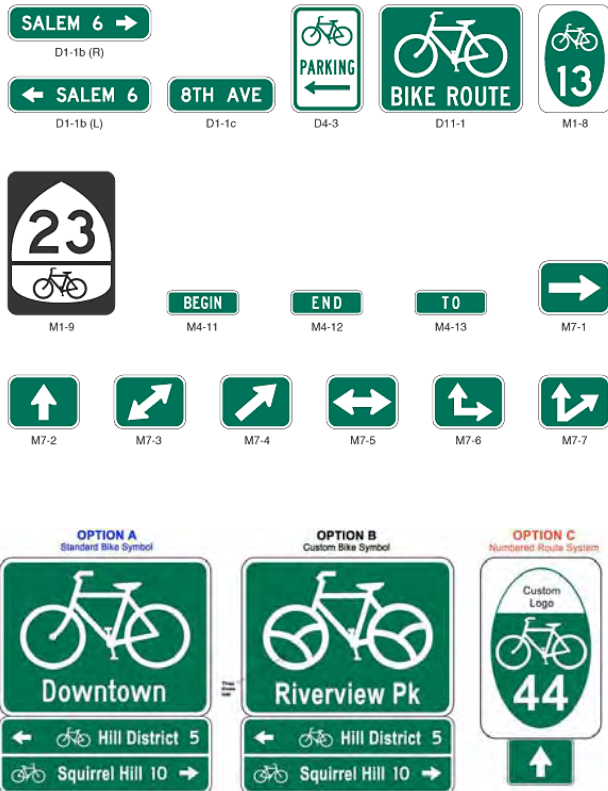 SALEM 6
D1-1b (R)
SALEM 6
D1-1b (L)
8TH AVE
D1-1c
PARKING
D4-3
BIKE ROUTE
D11-1
13
M1-8
23
M1-9
BEGIN
M4-11
END
M4-12
TO
M4-13
M7-1
M7-2
M7-3
M7-4
M7-5
M7-6
M7-7
OPTION A
Standard Bike Symbol
Downtown
Hill District 5
Squirrel Hill 10
OPTION B
Custom Bike Symbol
Riverview Pk
Hill District 5
Squirrel Hill 10
OPTION C
Numbered Route System
Custom
Logo
44